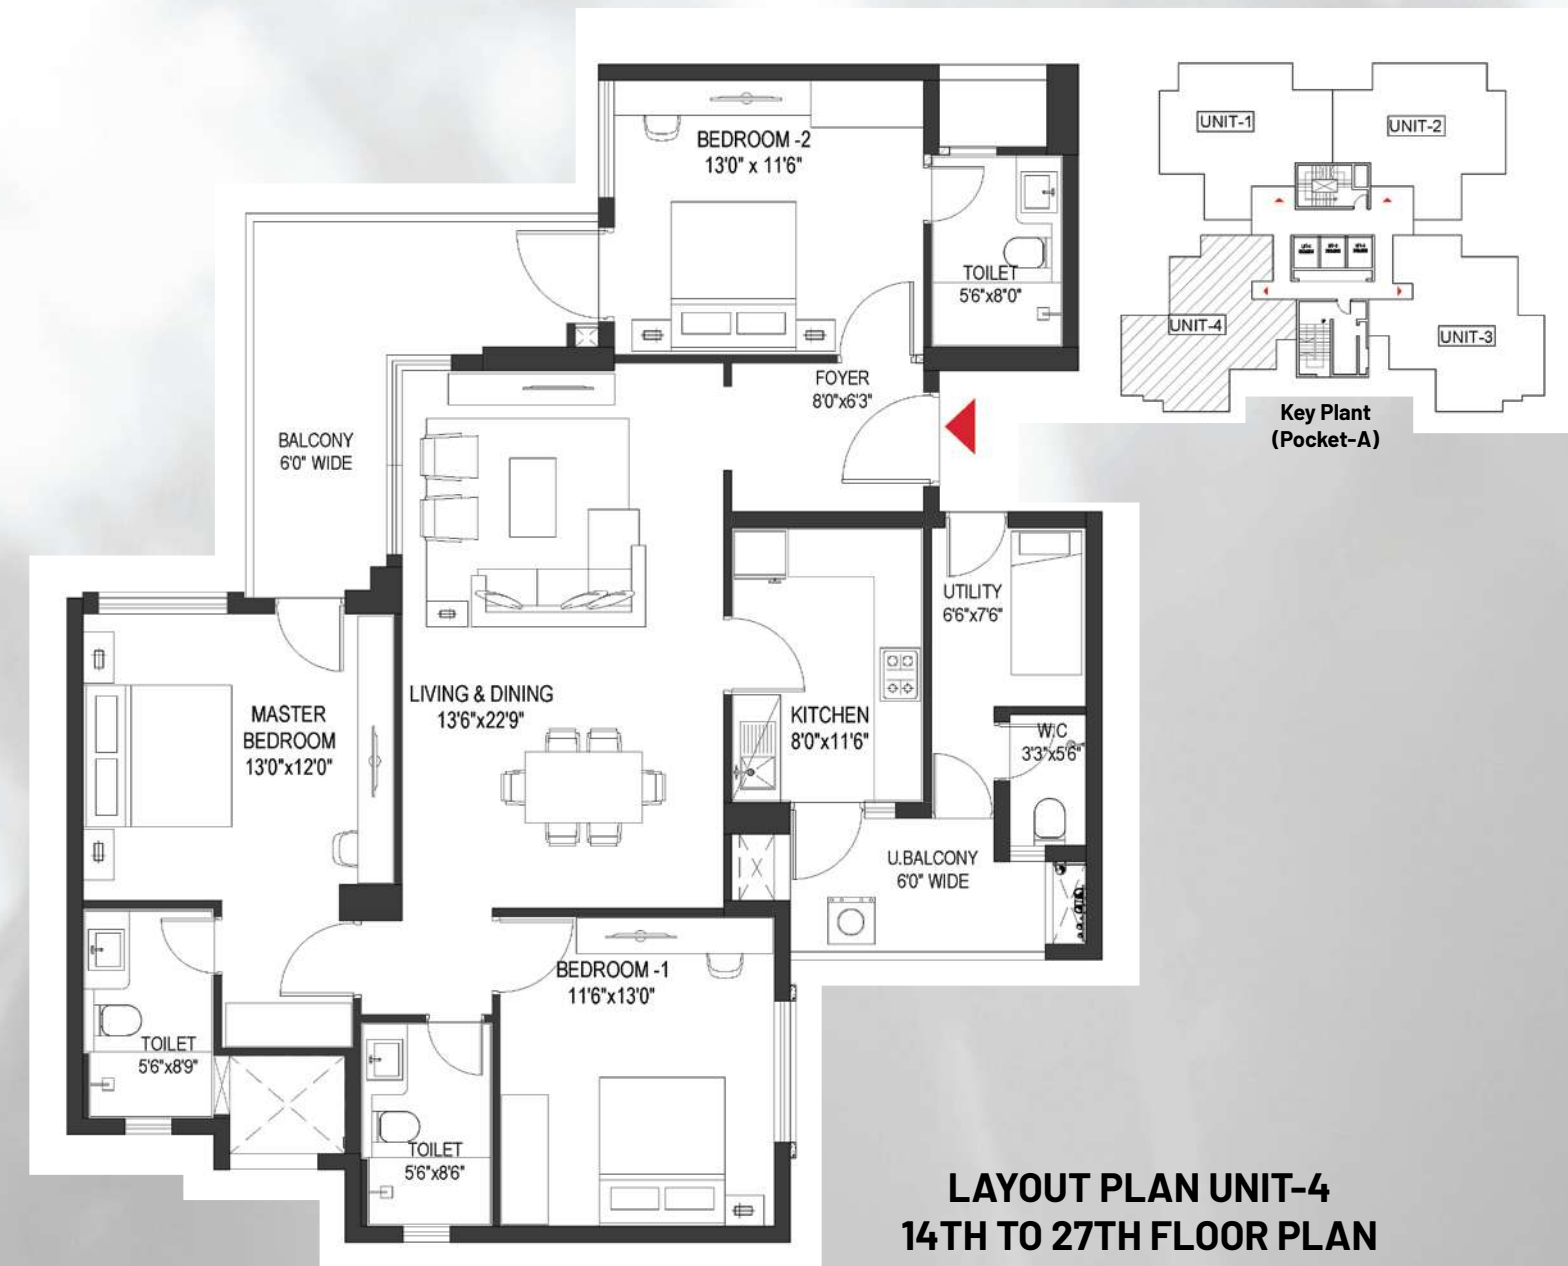 BEDROOM -2
13'0" x 11'6"
TOILET
5'6"x8"0"
FOYER
8'0"x6'3"
BALCONY
6'0" WIDE
UTILITY
6'6"x7'6"
LIVING & DINING
13'6"x22'9"
MASTER
BEDROOM
13'0"x12'0"
KITCHEN
8'0"x11'6"
W.C
3'3"x5'6"
U.BALCONY
6'0" WIDE
BEDROOM -1
11'6"x13'0"
TOILET
5'6"x8'9"
TOILET
5'6"x8'6"
UNIT-1
UNIT-2
UNIT-4
UNIT-3
Key Plant
(Pocket-A)
LAYOUT PLAN UNIT-4
14TH TO 27TH FLOOR PLAN